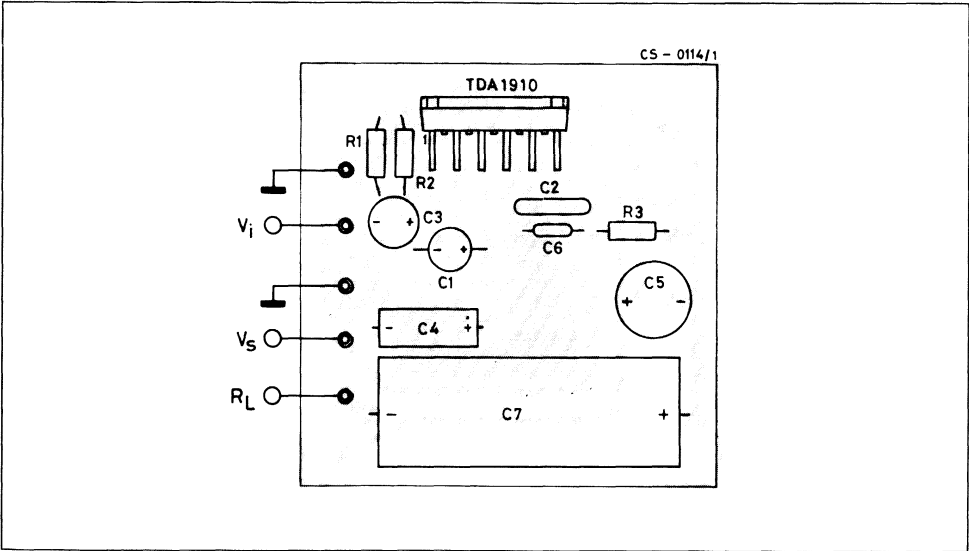 CS - 0114/1
TDA1910
R1
1
R2
C2
Vi
- + C3
R3
C6
- +
C1
C5
+ -
Vs
- C4 +
RL
- C7 +